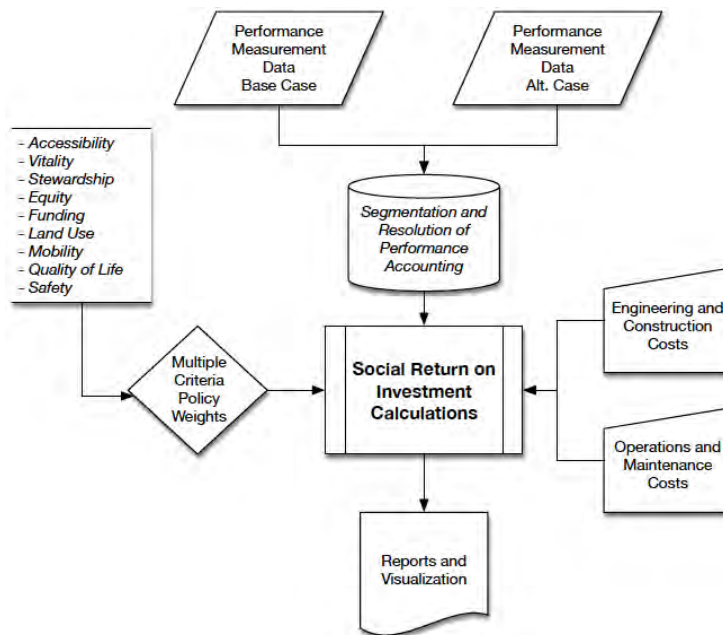 Performance
Measurement
Data
Base Case
Performance
Measurement
Data
Alt. Case
- Accessibility
- Vitality
- Stewardship
- Equity
- Funding
- Land Use
- Mobility
- Quality of Life
- Safety
Segmentation and
Resolution of
Performance
Accounting
Engineering and
Construction
Costs
Multiple
Criteria
Policy
Weights
Social Return on
Investment
Calculations
Operations and
Maintenance
Costs
Reports and
Visualization